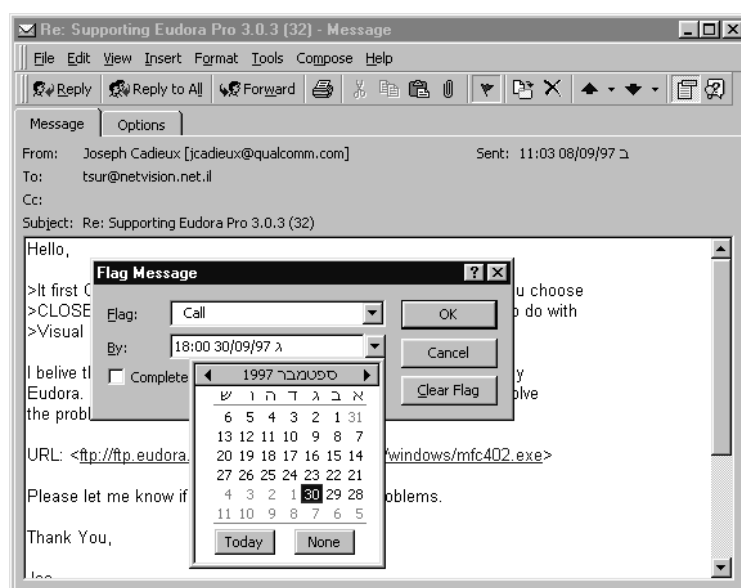 Re: Supporting Eudora Pro 3.0.3 (32) - Message
File Edit View Insert Format Tools Compose Help
Reply Reply to All Forward
Message Options
From: Joseph Cadieux [jcadieux@qualcomm.com] Sent: ב 08/09/97 11:03
To: tsur@netvision.net.il
Cc:
Subject: Re: Supporting Eudora Pro 3.0.3 (32)
Hello,
>It first u choose
>CLOSE do with
>Visual
I belive
Eudora. olve
the probl
URL: <ftp://ftp.eudora. /windows/mfc402.exe>
Please let me know if oblems.
Thank You,
Flag Message
Flag: Call OK
By: ג 30/09/97 18:00 Cancel
Complete Clear Flag
ספטמבר 1997
א ב ג ד ה ו ש
31 1 2 3 4 5 6
7 8 9 10 11 12 13
14 15 16 17 18 19 20
21 22 23 24 25 26 27
28 29 30 1 2 3 4
5 6 7 8 9 10 11
Today None